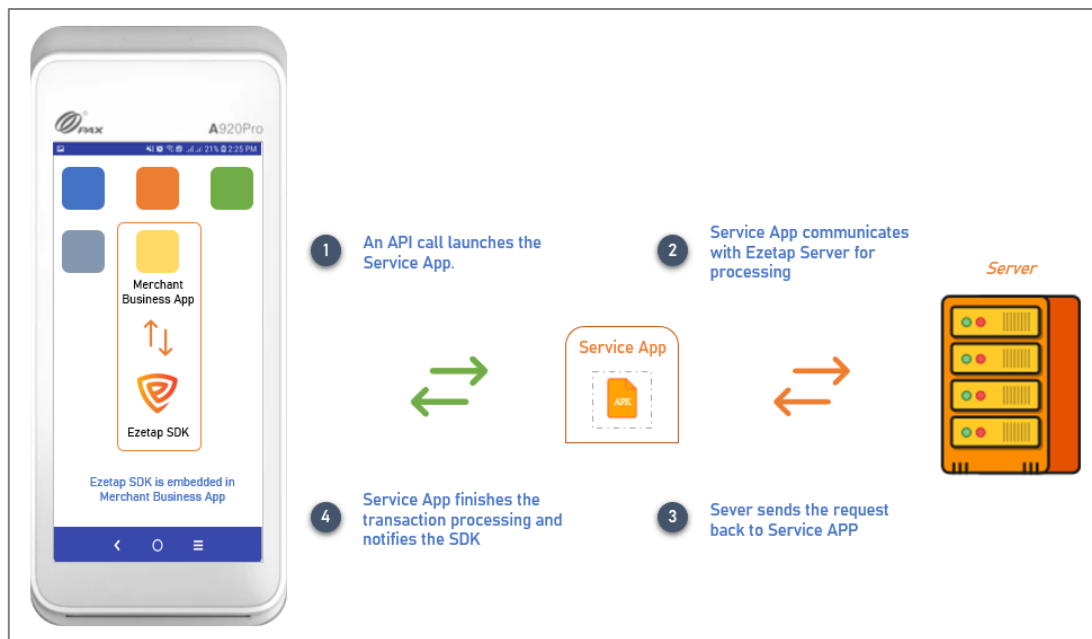 PAX
A920Pro
21% 2:25 PM
Merchant
Business App
Ezetap SDK
Ezetap SDK is embedded in
Merchant Business App
1
An API call launches the
Service App.
2
Service App communicates
with Ezetap Server for
processing
Server
Service App
APK
4
Service App finishes the
transaction processing and
notifies the SDK
3
Sever sends the request
back to Service APP